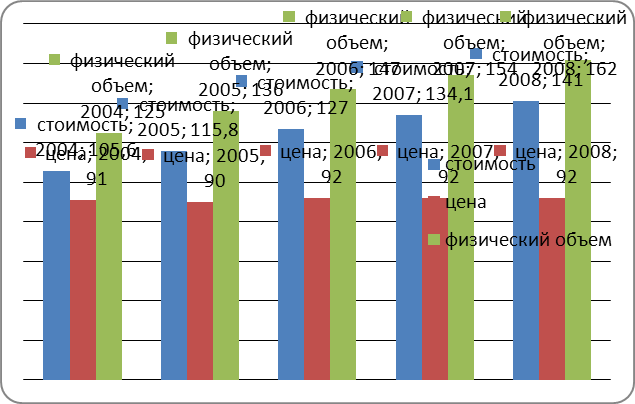 физический
объем;
2004; 125
физический
объем;
2005; 136
физический
объем;
2006; 147
физический
объем;
2007; 154
физический
объем;
2008; 162
стоимость;
2004; 105,6
стоимость;
2005; 115,8
стоимость;
2006; 127
стоимость;
2007; 134,1
стоимость;
2008; 141
цена; 2004;
91
цена; 2005;
90
цена; 2006;
92
цена; 2007;
92
цена; 2008;
92
стоимость
цена
физический объем